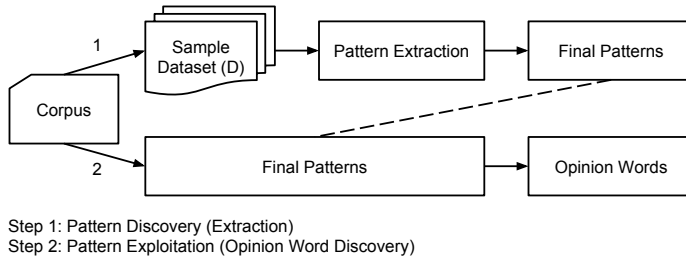 1
Sample
Dataset (D)
Pattern Extraction
Final Patterns
Corpus
2
Final Patterns
Opinion Words
Step 1: Pattern Discovery (Extraction)
Step 2: Pattern Exploitation (Opinion Word Discovery)